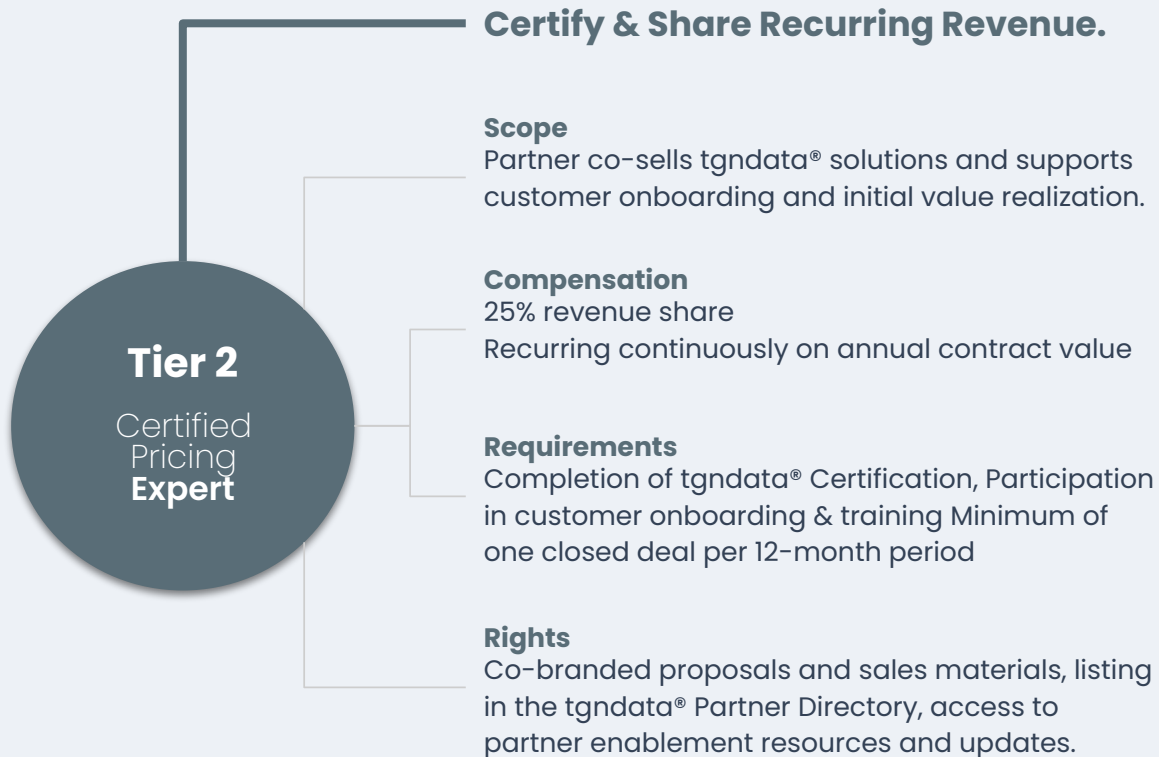 Certify & Share Recurring Revenue.
Scope
Partner co-sells tgndata® solutions and supports
customer onboarding and initial value realization.
Compensation
25% revenue share
Recurring continuously on annual contract value
Tier 2
Certified
Pricing
Expert
Requirements
Completion of tgndata® Certification, Participation
in customer onboarding & training Minimum of
one closed deal per 12-month period
Rights
Co-branded proposals and sales materials, listing
in the tgndata® Partner Directory, access to
partner enablement resources and updates.